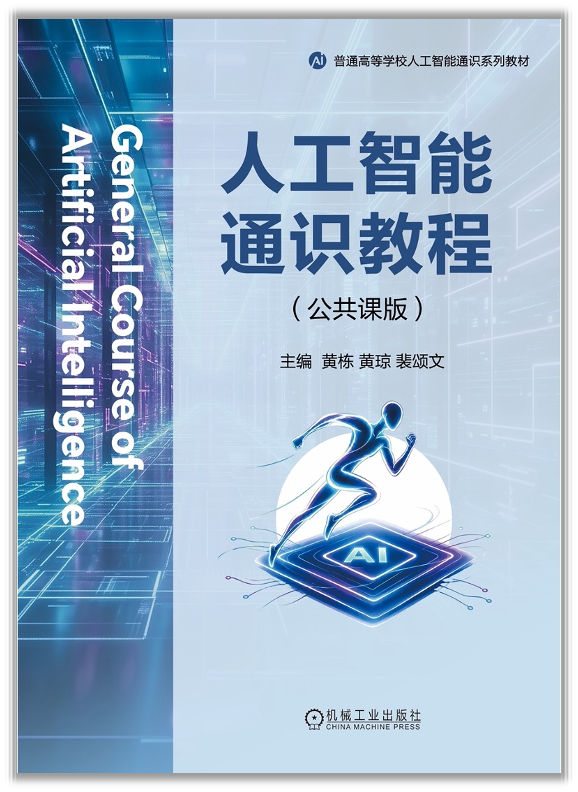 AI 普通高等学校人工智能通识系列教材
人工智能
通识教程
（公共课版）
主编 黄栋 黄琼 裴颂文
General Course of
Artificial Intelligence
AI
机械工业出版社
CHINA MACHINE PRESS